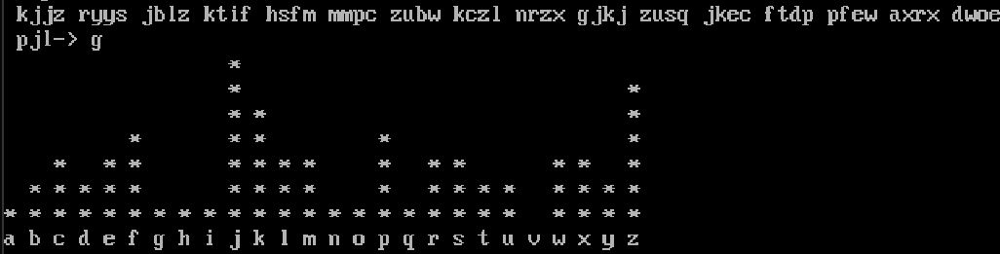 kjjz ryys jblz ktif hsfm mmpc zubw kczl nrzx gjkj zusq jkec ftdp pfew axrx dwoe
pjl-> g
                  *
                  *                               *
                  * *                             *
          *       * *         *                   *
    *   * *       * * * *     *   * *       * *   *
  * * * * *       * * * *     *   * * * *   * * * *
* * * * * * * * * * * * * * * * * * * * *   * * * *
a b c d e f g h i j k l m n o p q r s t u v w x y z